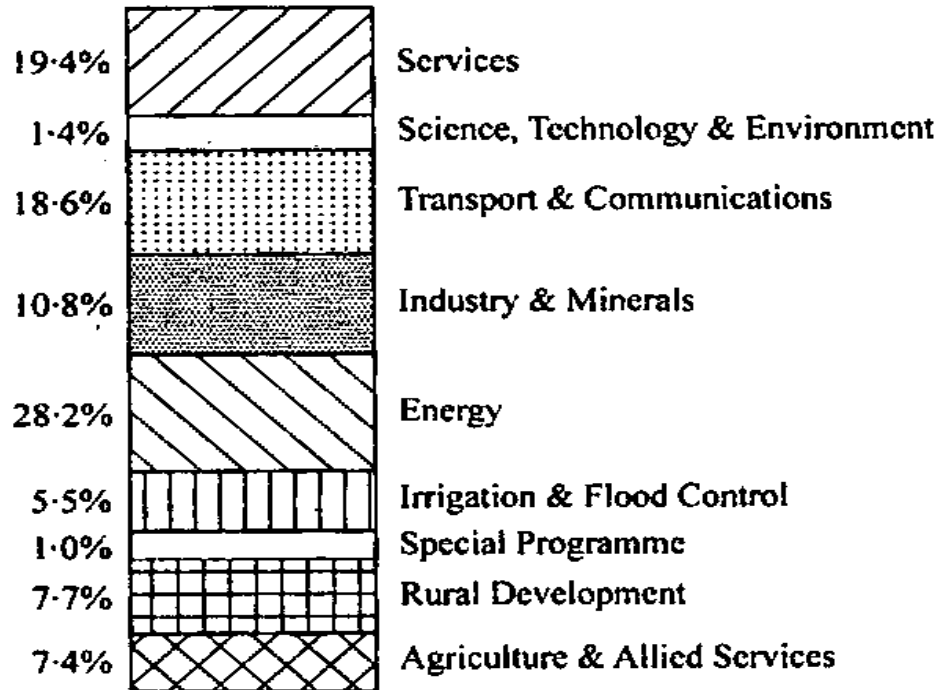 19·4% Services
1·4% Science, Technology & Environment
18·6% Transport & Communications
10·8% Industry & Minerals
28·2% Energy
5·5% Irrigation & Flood Control
1·0% Special Programme
7·7% Rural Development
7·4% Agriculture & Allied Services